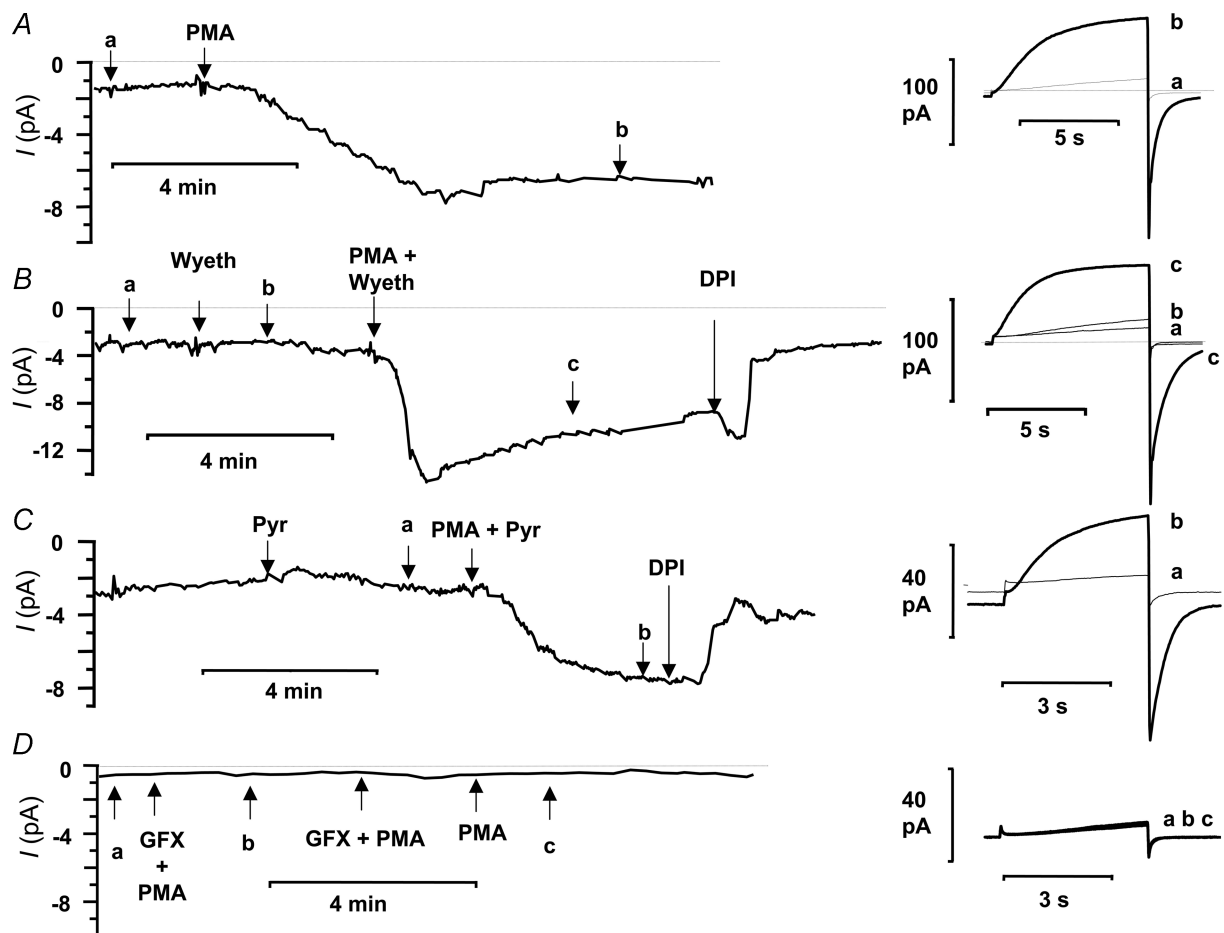 A
a
PMA
b
0
-4
-8
I (pA)
4 min
100
pA
b
a
5 s
B
a
Wyeth
b
PMA +
Wyeth
c
DPI
0
-4
-8
-12
I (pA)
4 min
100
pA
c
b
a
c
5 s
C
Pyr
a
PMA + Pyr
b
DPI
0
-4
-8
I (pA)
4 min
40
pA
b
a
3 s
D
0
-4
-8
I (pA)
a
GFX
+
PMA
b
GFX + PMA
PMA
c
4 min
40
pA
a b c
3 s